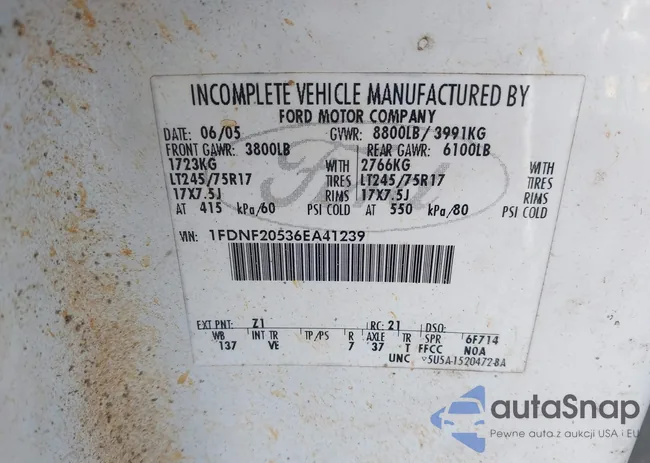 INCOMPLETE VEHICLE MANUFACTURED BY
FORD MOTOR COMPANY
DATE: 06/05 GVWR: 8800LB/ 3991KG
FRONT GAWR: 3800LB REAR GAWR: 6100LB
1723KG WITH 2766KG WITH
LT245/75R17 TIRES LT245/75R17 TIRES
17X7.5J RIMS 17X7.5J RIMS
AT 415 kPa/60 PSI COLD AT 550 kPa/80 PSI COLD
VIN: 1FDNF20536EA41239
EXT PNT: Z1 RC: 21 DSO:
WB INT TR TP/PS R AXLE TR SPR 6F714
137 VE 7 37 T FFCC NOA
UNC
autaSnap
Pewne auta z aukcji USA i EU